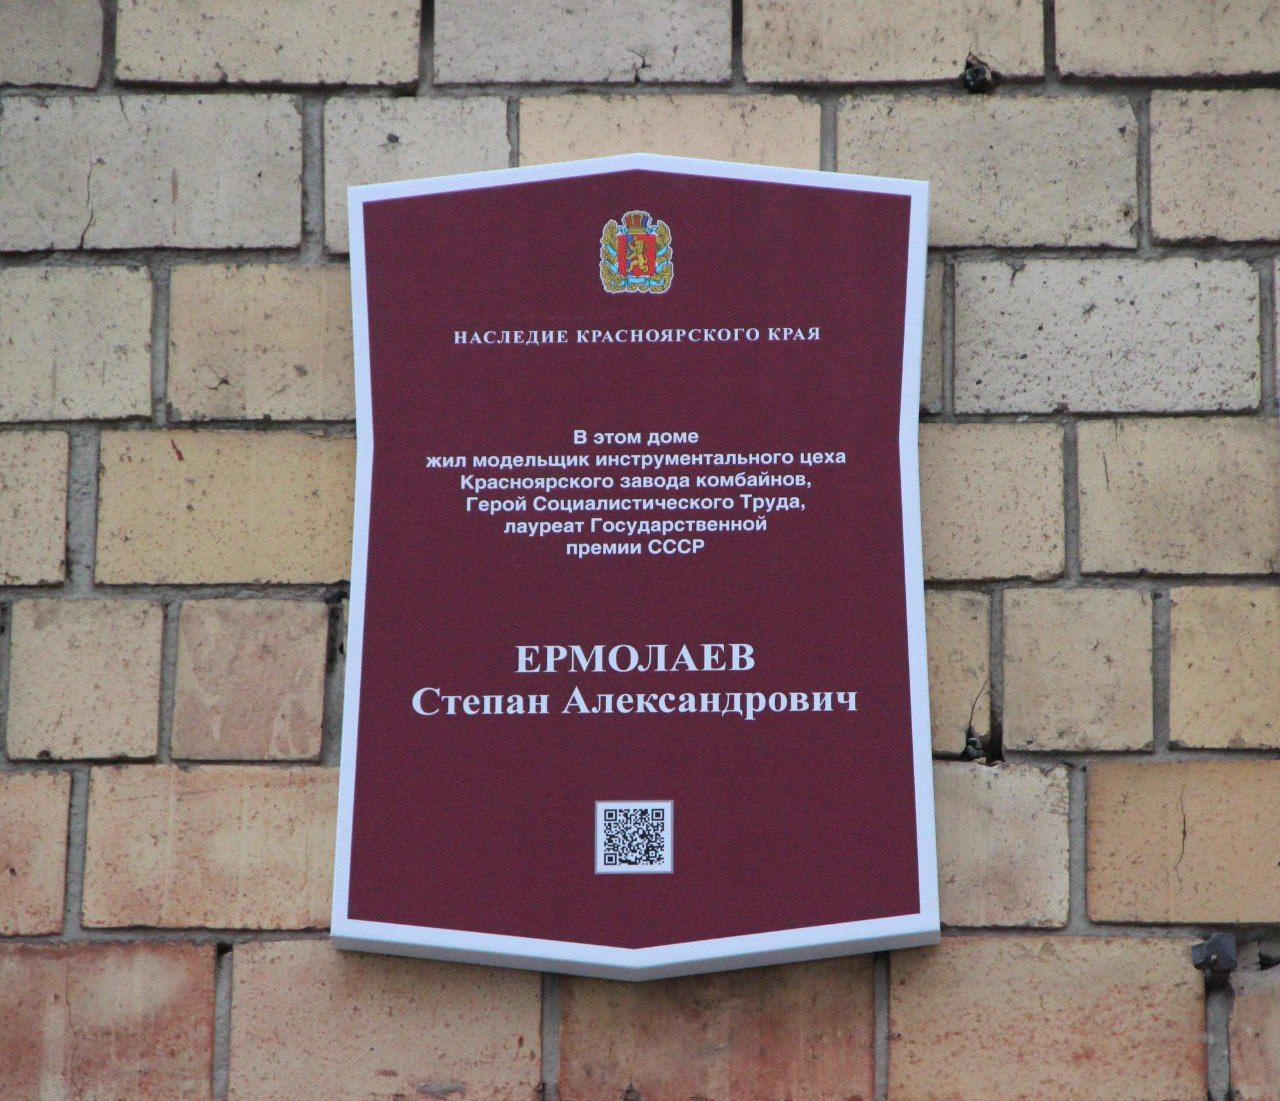 НАСЛЕДИЕ КРАСНОЯРСКОГО КРАЯ
В этом доме
жил модельщик инструментального цеха
Красноярского завода комбайнов,
Герой Социалистического Труда,
лауреат Государственной
премии СССР
ЕРМОЛАЕВ
Степан Александрович